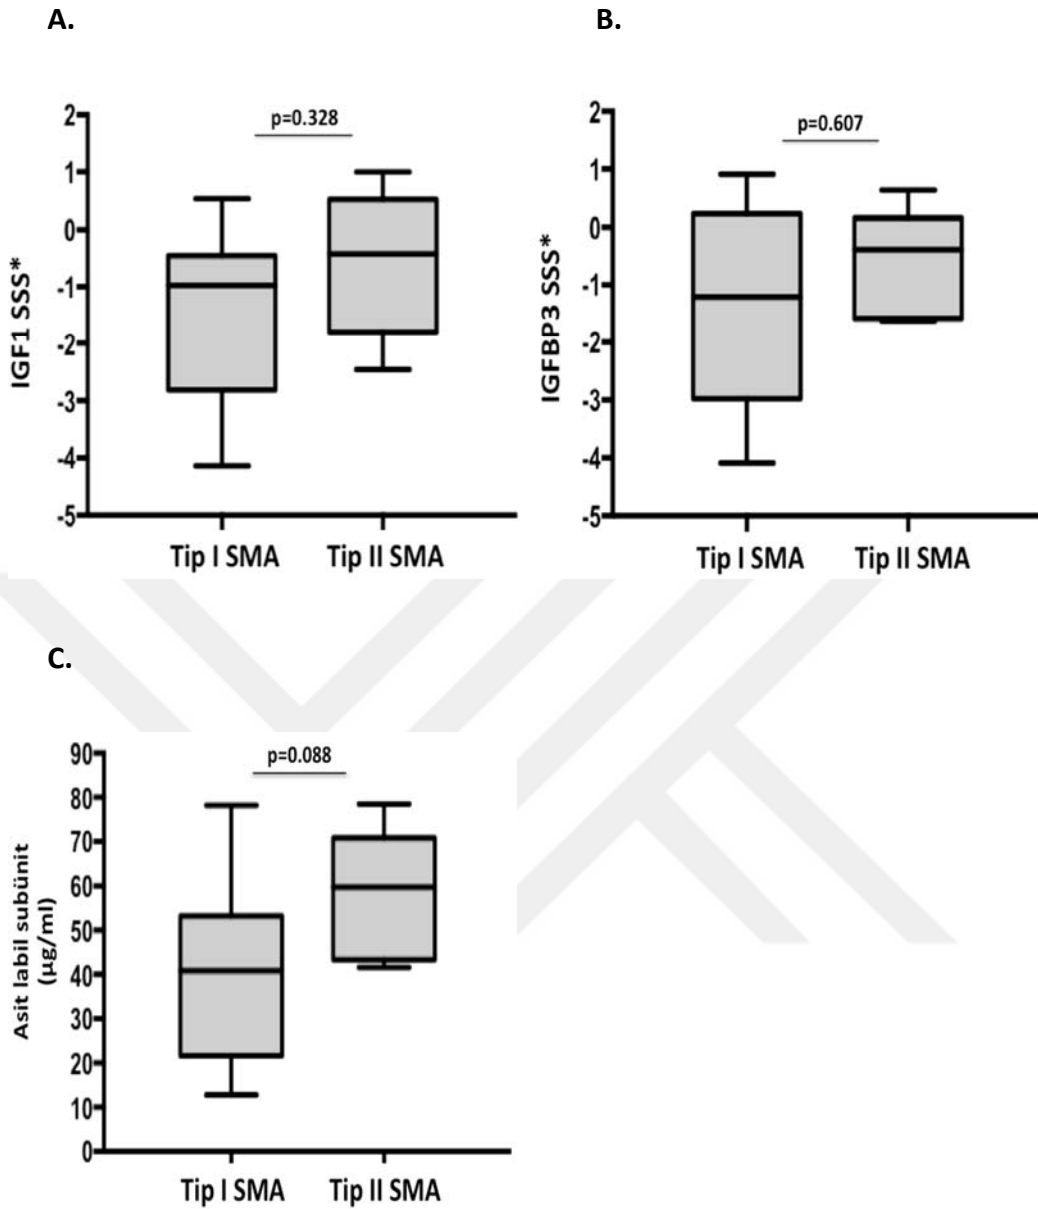 A.
B.
p=0.328
p=0.607
IGF1 SSS*
2
1
0
-1
-2
-3
-4
-5
Tip I SMA Tip II SMA
IGFBP3 SSS*
2
1
0
-1
-2
-3
-4
-5
Tip I SMA Tip II SMA
C.
p=0.088
Asit labil subünit
(µg/ml)
90
80
70
60
50
40
30
20
10
0
Tip I SMA Tip II SMA